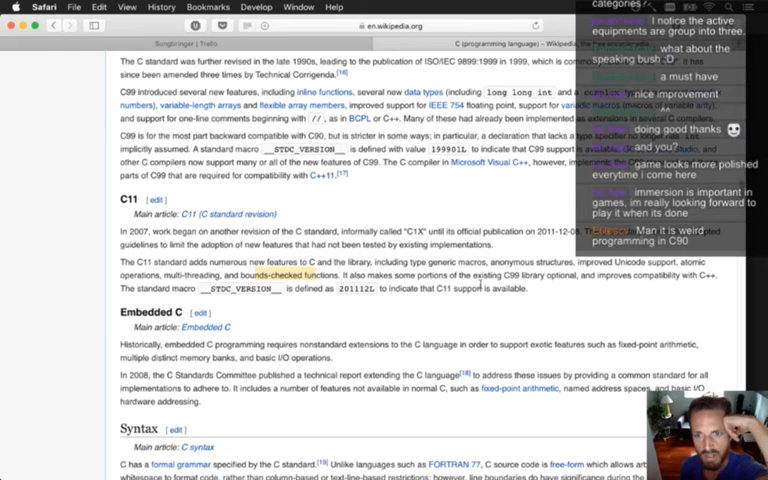 Safari File Edit View History Bookmarks Develop Window Help
en.wikipedia.org
Songbringer | Trello
C (programming language) - Wikipedia, the free encyclopedia
The C standard was further revised in the late 1990s, leading to the publication of ISO/IEC 9899:1999 in 1999, which is commonly
since been amended three times by Technical Corrigenda.[16]
C99 introduced several new features, including inline functions, several new data types (including long long int and a
numbers), variable-length arrays and flexible array members, improved support for IEEE 754 floating point, support for variadic macros (macros of variable arity),
and support for one-line comments beginning with //, as in BCPL or C++. Many of these had already been implemented as extensions in several C compilers.
C99 is for the most part backward compatible with C90, but is stricter in some ways; in particular, a declaration that lacks a type specifier no longer has int
implicitly assumed. A standard macro __STDC_VERSION__ is defined with value 199901L to indicate that C99 support is available.
other C compilers now support many or all of the new features of C99. The C compiler in Microsoft Visual C++, however, implements the
parts of C99 that are required for compatibility with C++11.[17]
C11 [edit]
Main article: C11 (C standard revision)
In 2007, work began on another revision of the C standard, informally called "C1X" until its official publication on 2011-12-08.
guidelines to limit the adoption of new features that had not been tested by existing implementations.
The C11 standard adds numerous new features to C and the library, including type generic macros, anonymous structures, improved Unicode support, atomic
operations, multi-threading, and bounds-checked functions. It also makes some portions of the existing C99 library optional, and improves compatibility with C++.
The standard macro __STDC_VERSION__ is defined as 201112L to indicate that C11 support is available.
Embedded C [edit]
Main article: Embedded C
Historically, embedded C programming requires nonstandard extensions to the C language in order to support exotic features such as fixed-point arithmetic,
multiple distinct memory banks, and basic I/O operations.
In 2008, the C Standards Committee published a technical report extending the C language[18] to address these issues by providing a common standard for all
implementations to adhere to. It includes a number of features not available in normal C, such as fixed-point arithmetic, named address spaces, and basic I/O
hardware addressing.
Syntax [edit]
Main article: C syntax
C has a formal grammar specified by the C standard.[19] Unlike languages such as FORTRAN 77, C source code is free-form which allows
whitespace to format code, rather than column-based or text-line-based restrictions; however, line boundaries do have significance during the
categories?
I notice the active
equipments are group into three.
what about the
speaking bush :D
a must have
nice improvement
^^
doing good thanks
and you?
game looks more polished
everytime i come here
immersion is important in
games, im really looking forward to
play it when its done
Man it is weird
programming in C90